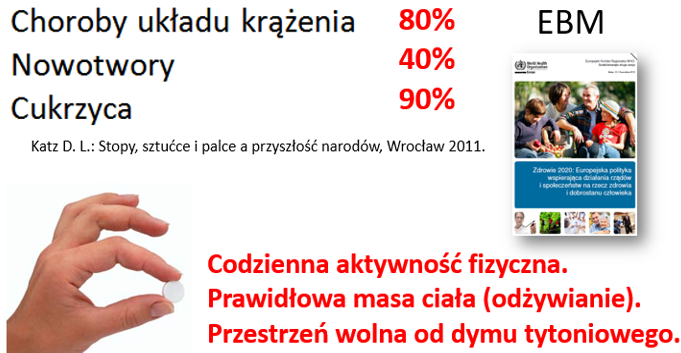 Choroby układu krążenia 80%
Nowotwory 40%
Cukrzyca 90%
EBM
Katz D. L.: Stopy, sztućce i palce a przyszłość narodów, Wrocław 2011.
World Health
Organization
Zdrowie 2020: Europejska polityka
wspierająca działania rządów
i społeczeństw na rzecz zdrowia
i dobrostanu człowieka
Codzienna aktywność fizyczna.
Prawidłowa masa ciała (odżywianie).
Przestrzeń wolna od dymu tytoniowego.